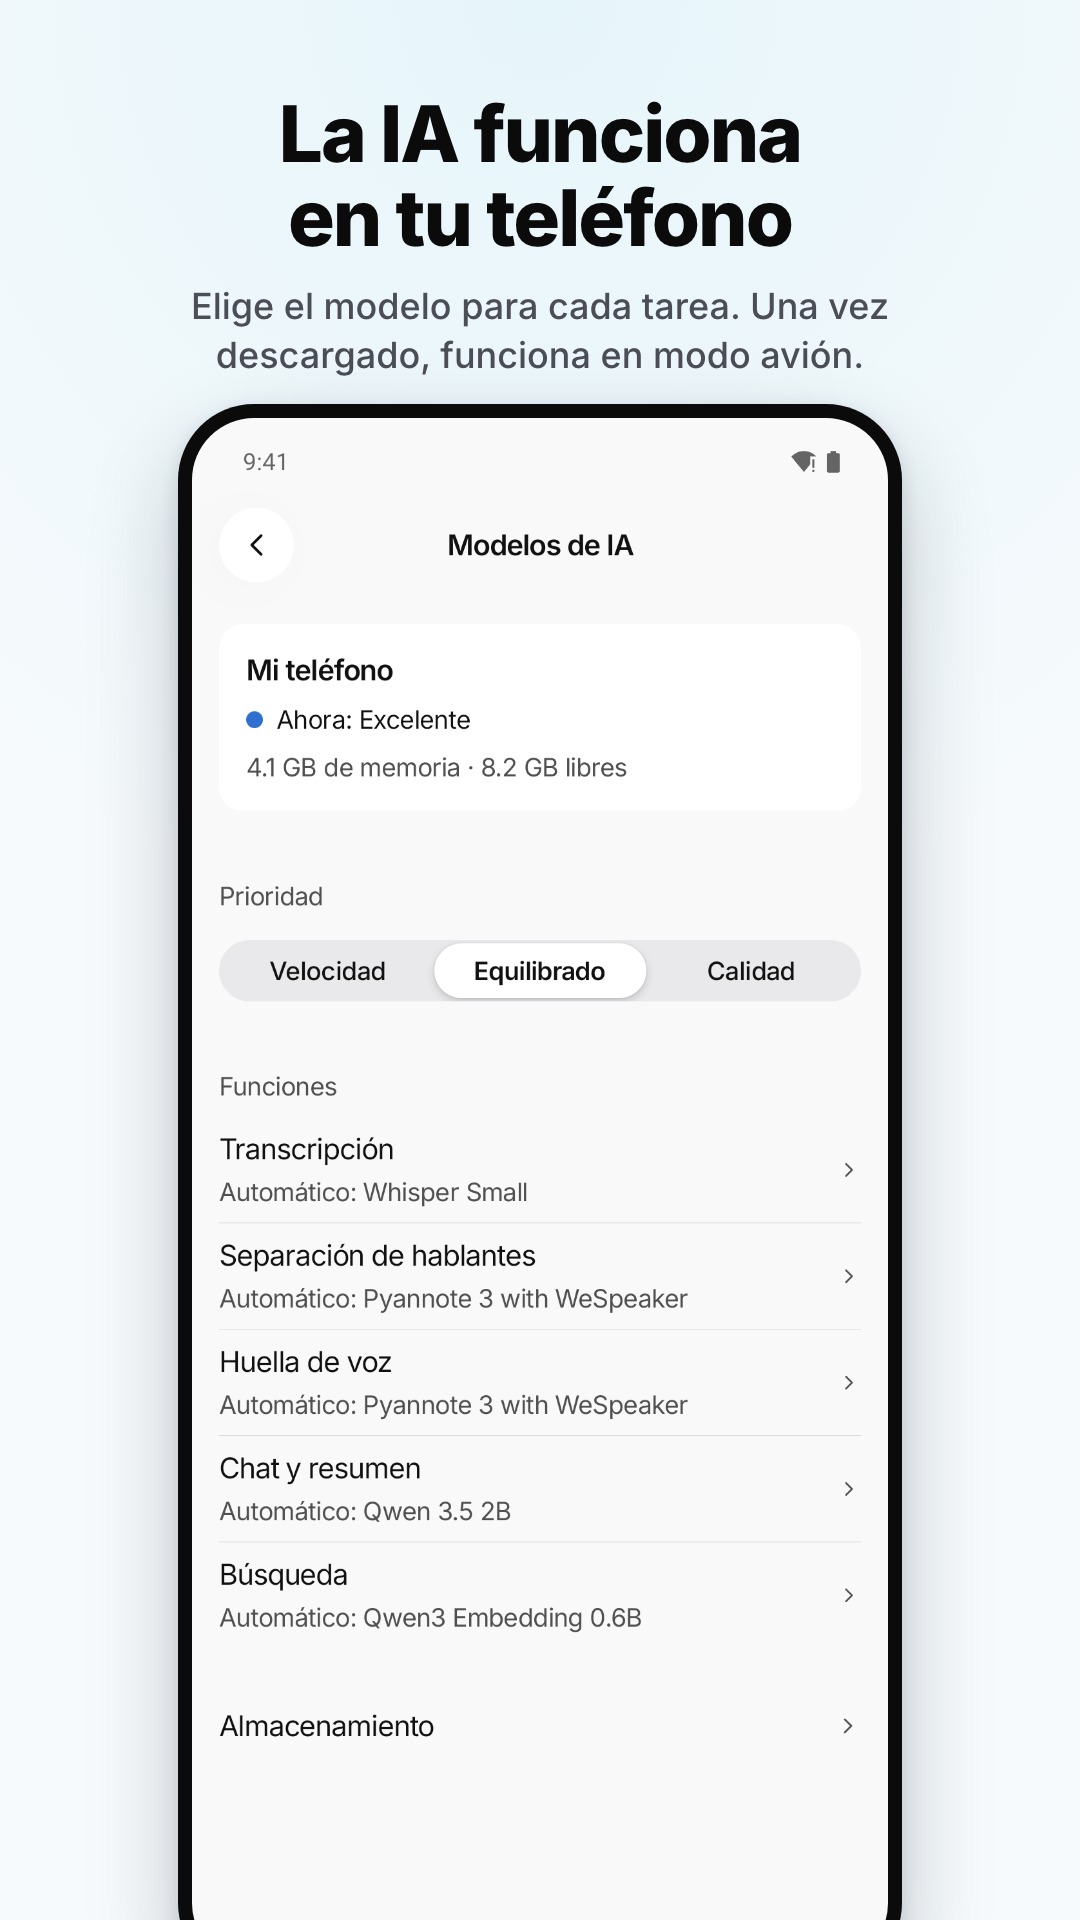 La IA funciona
en tu teléfono
Elige el modelo para cada tarea. Una vez
descargado, funciona en modo avión.
9:41
Modelos de IA
Mi teléfono
Ahora: Excelente
4.1 GB de memoria · 8.2 GB libres
Prioridad
Velocidad Equilibrado Calidad
Funciones
Transcripción
Automático: Whisper Small
Separación de hablantes
Automático: Pyannote 3 with WeSpeaker
Huella de voz
Automático: Pyannote 3 with WeSpeaker
Chat y resumen
Automático: Qwen 3.5 2B
Búsqueda
Automático: Qwen3 Embedding 0.6B
Almacenamiento